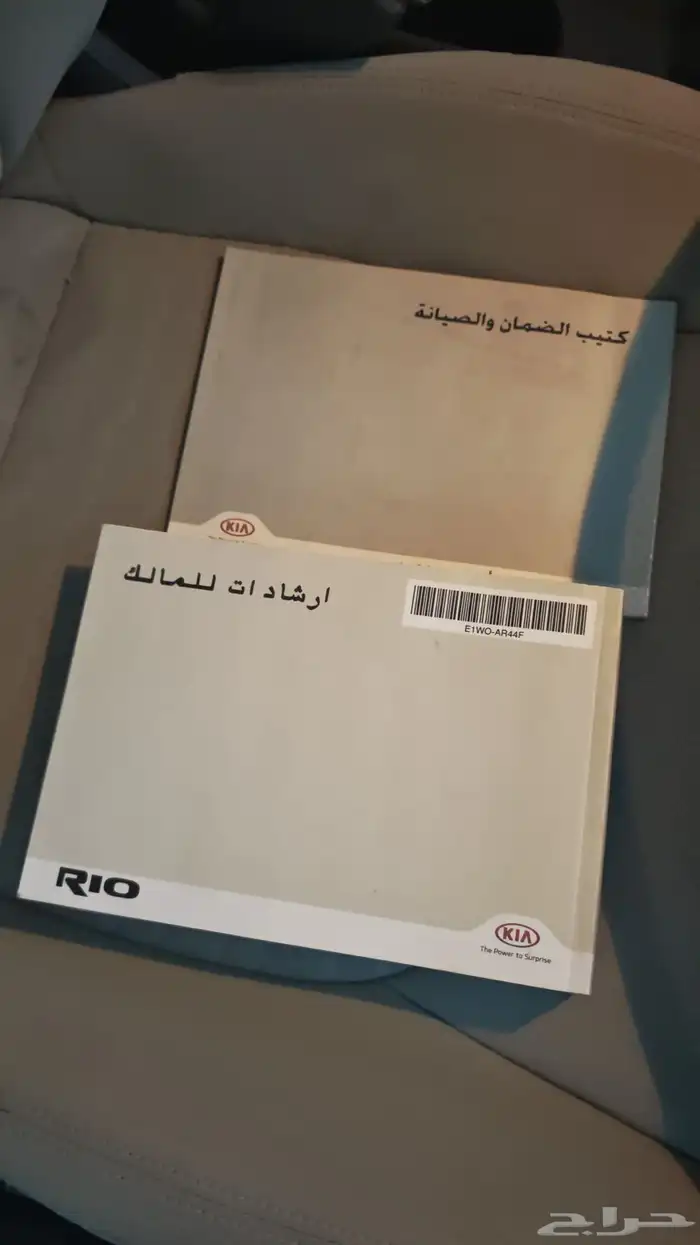 كتيب الضمان والصيانة
KIA
ارشادات للمالك
E1WO-AR44F
RIO
KIA
The Power to Surprise
حراج